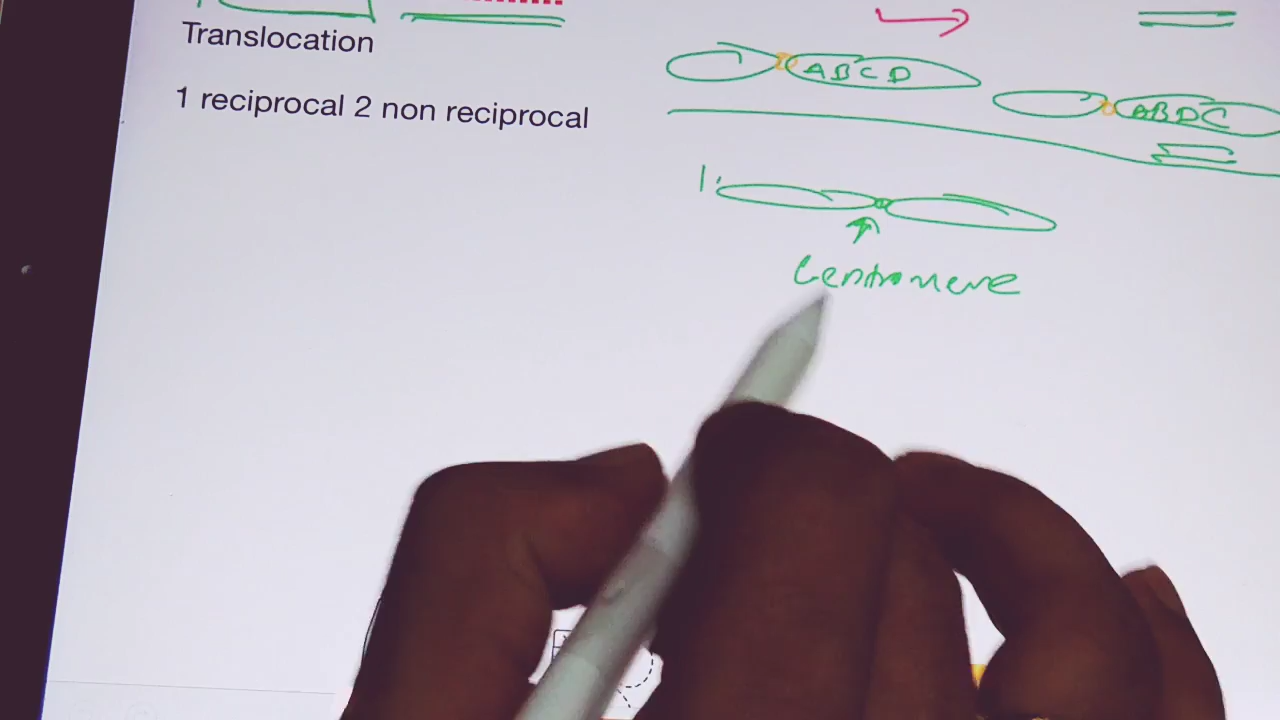 Translocation
1 reciprocal 2 non reciprocal
ABCD
ABDC
1.
Centromere